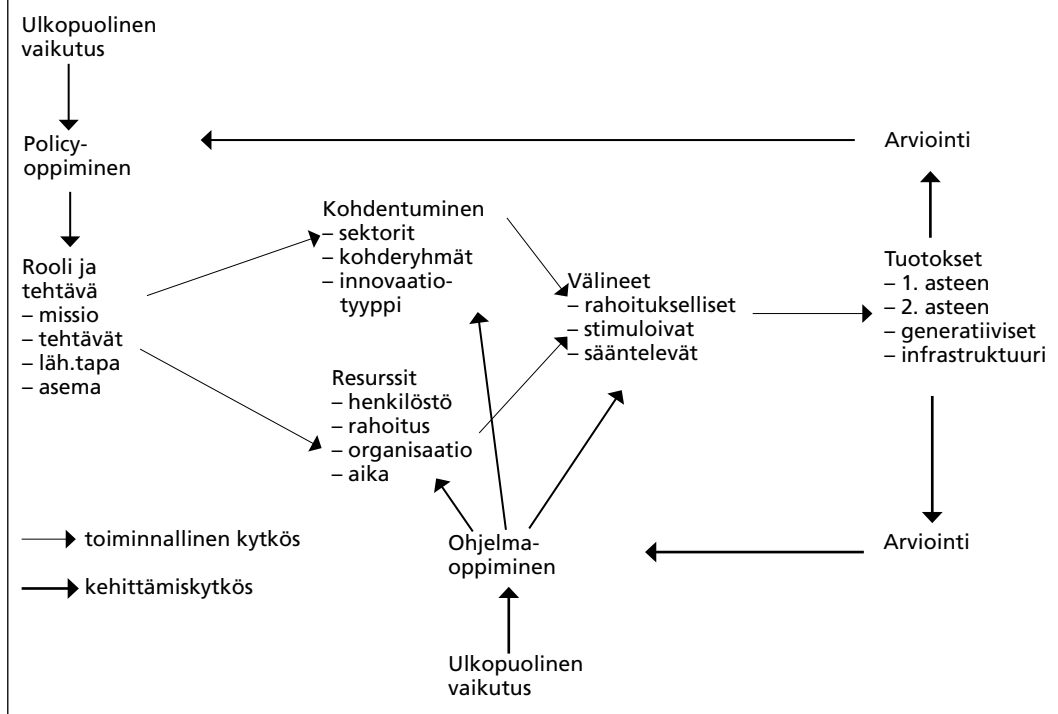 Ulkopuolinen
vaikutus
Policy-
oppiminen
Arviointi
Rooli ja
tehtävä
– missio
– tehtävät
– läh.tapa
– asema
Kohdentuminen
– sektorit
– kohderyhmät
– innovaatio-
tyyppi
Resurssit
– henkilöstö
– rahoitus
– organisaatio
– aika
Välineet
– rahoitukselliset
– stimuloivat
– sääntelevät
Tuotokset
– 1. asteen
– 2. asteen
– generatiiviset
– infrastruktuuri
toiminnallinen kytkös
kehittämiskytkös
Ohjelma-
oppiminen
Arviointi
Ulkopuolinen
vaikutus